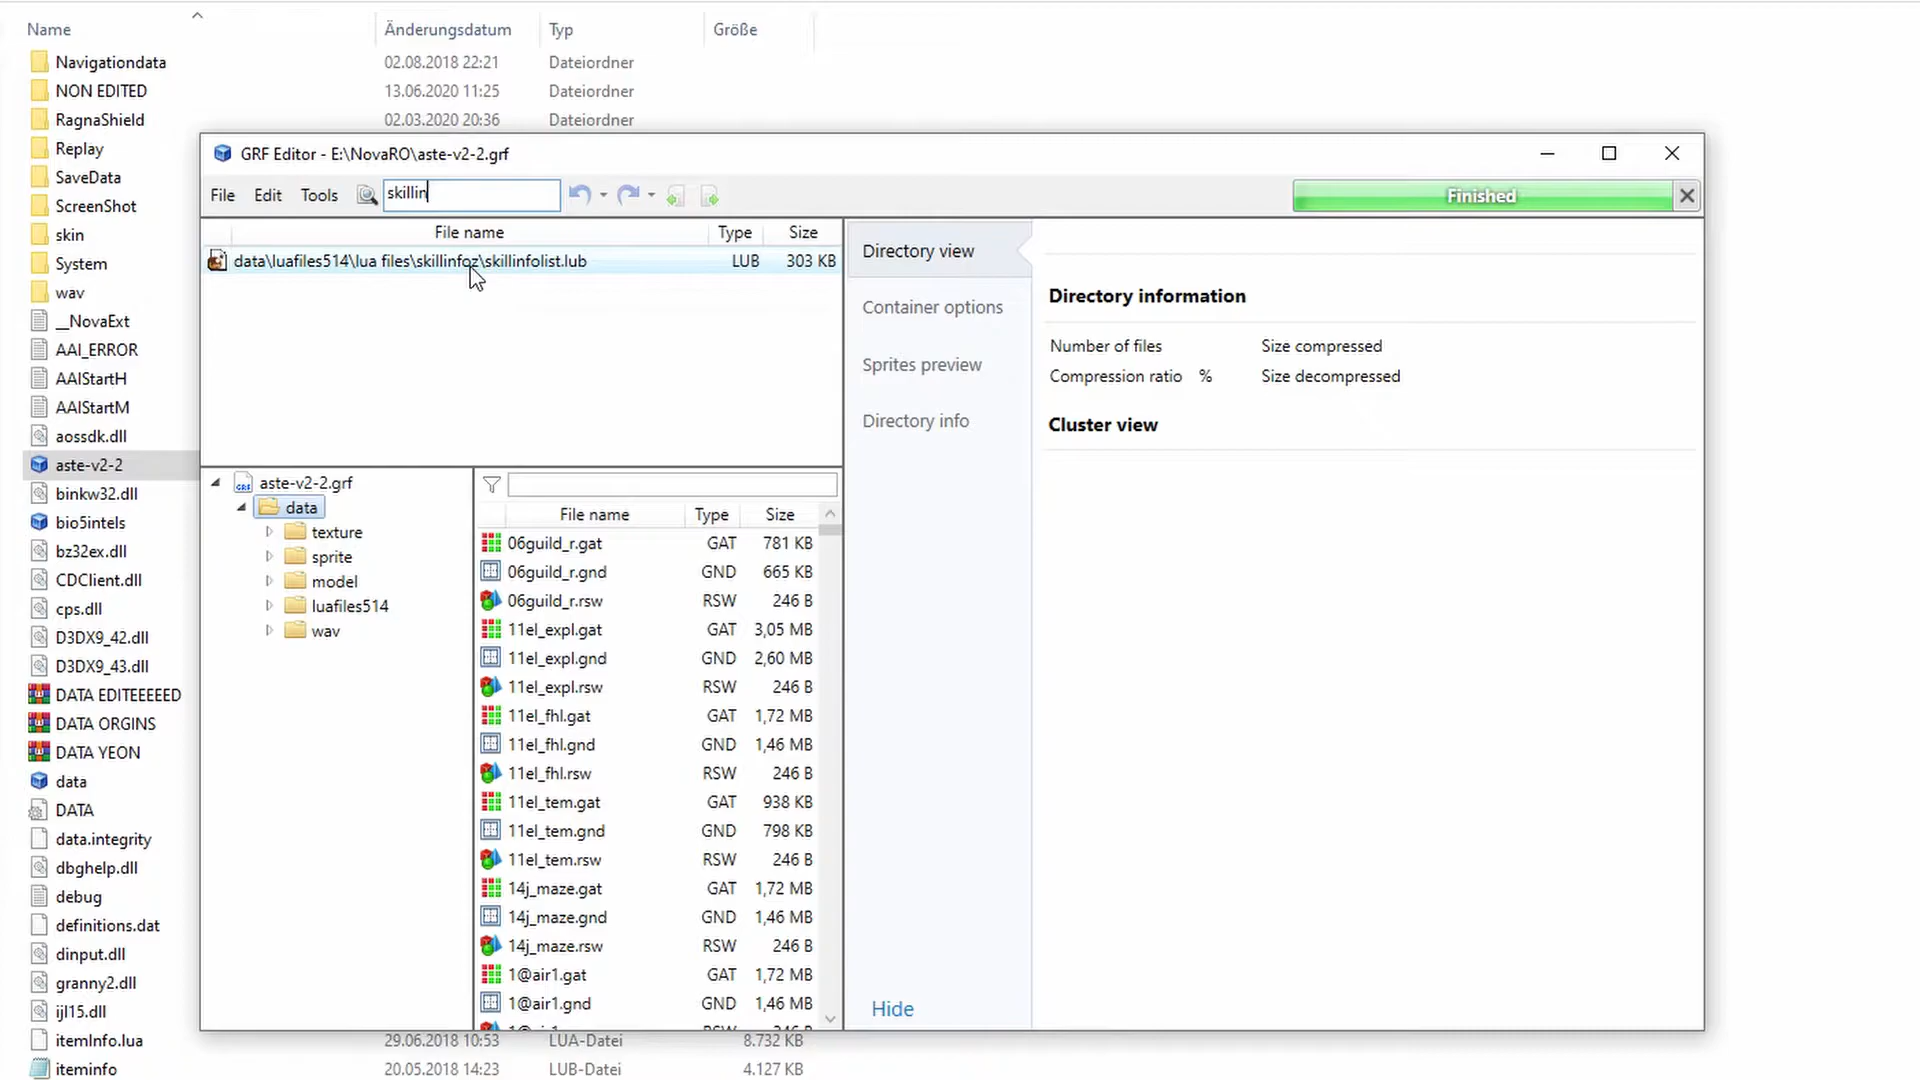 Name Änderungsdatum Typ Größe
Navigationdata 02.08.2018 22:21 Dateiordner
NON EDITED 13.06.2020 11:25 Dateiordner
RagnaShield 02.03.2020 20:36 Dateiordner
Replay
SaveData
ScreenShot
skin
System
wav
__NovaExt
AAI_ERROR
AAIStartH
AAIStartM
aossdk.dll
aste-v2-2
binkw32.dll
bio5intels
bz32ex.dll
CDClient.dll
cps.dll
D3DX9_42.dll
D3DX9_43.dll
DATA EDITEEEEED
DATA ORGINS
DATA YEON
data
DATA
data.integrity
dbghelp.dll
debug
definitions.dat
dinput.dll
granny2.dll
ijl15.dll
itemInfo.lua 29.06.2018 10:53 LUA-Datei 8.732 KB
iteminfo 20.05.2018 14:23 LUB-Datei 4.127 KB
GRF Editor - E:\NovaRO\aste-v2-2.grf
File Edit Tools skillin Finished
File name Type Size
data\luafiles514\lua files\skillinfoz\skillinfolist.lub LUB 303 KB
aste-v2-2.grf
data
texture
sprite
model
luafiles514
wav
File name Type Size
06guild_r.gat GAT 781 KB
06guild_r.gnd GND 665 KB
06guild_r.rsw RSW 246 B
11el_expl.gat GAT 3,05 MB
11el_expl.gnd GND 2,60 MB
11el_expl.rsw RSW 246 B
11el_fhl.gat GAT 1,72 MB
11el_fhl.gnd GND 1,46 MB
11el_fhl.rsw RSW 246 B
11el_tem.gat GAT 938 KB
11el_tem.gnd GND 798 KB
11el_tem.rsw RSW 246 B
14j_maze.gat GAT 1,72 MB
14j_maze.gnd GND 1,46 MB
14j_maze.rsw RSW 246 B
1@air1.gat GAT 1,72 MB
1@air1.gnd GND 1,46 MB
Directory view
Container options
Sprites preview
Directory info
Hide
Directory information
Number of files Size compressed
Compression ratio % Size decompressed
Cluster view